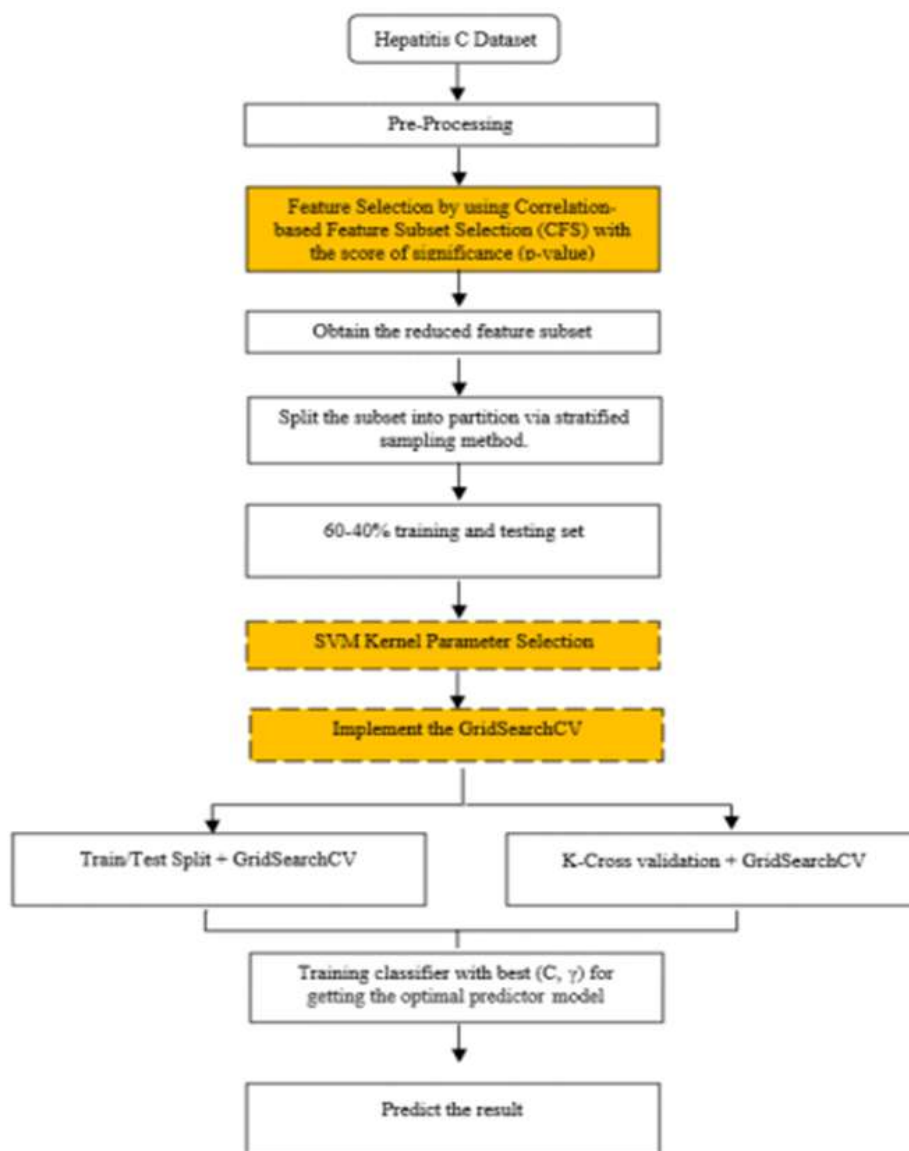 Hepatitis C Dataset
Pre-Processing
Feature Selection by using Correlation-
based Feature Subset Selection (CFS) with
the score of significance (p-value)
Obtain the reduced feature subset
Split the subset into partition via stratified
sampling method.
60-40% training and testing set
SVM Kernel Parameter Selection
Implement the GridSearchCV
Train/Test Split + GridSearchCV
K-Cross validation + GridSearchCV
Training classifier with best (C, γ) for
getting the optimal predictor model
Predict the result